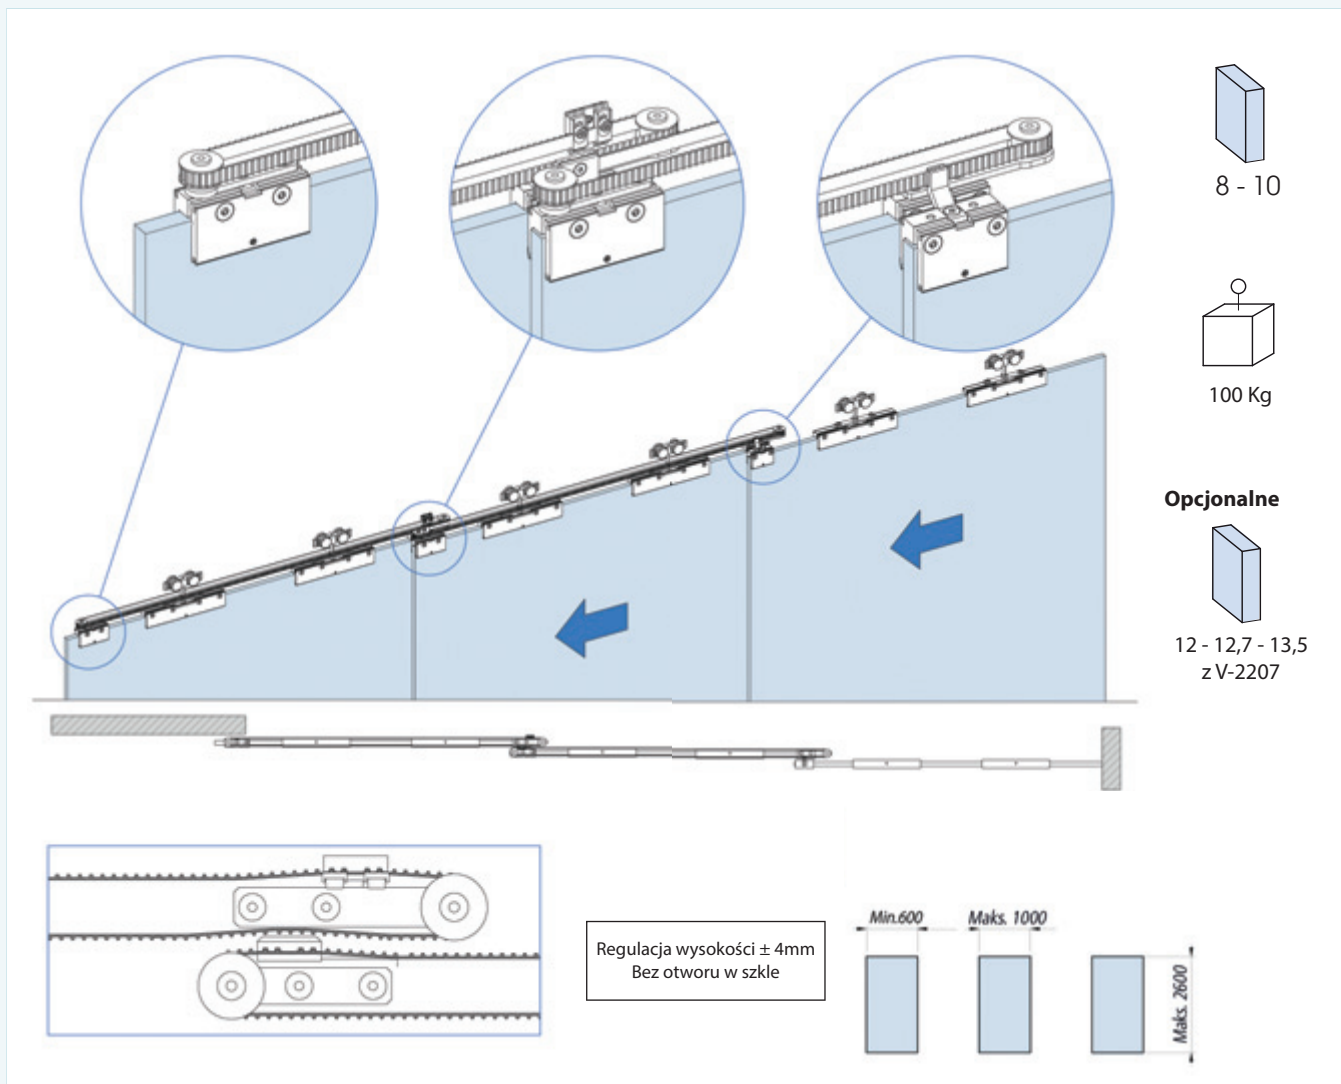 8 - 10
100 Kg
Opcjonalne
12 - 12,7 - 13,5
z V-2207
Regulacja wysokości ± 4mm
Bez otworu w szkle
Min.600
Maks. 1000
Maks. 2600